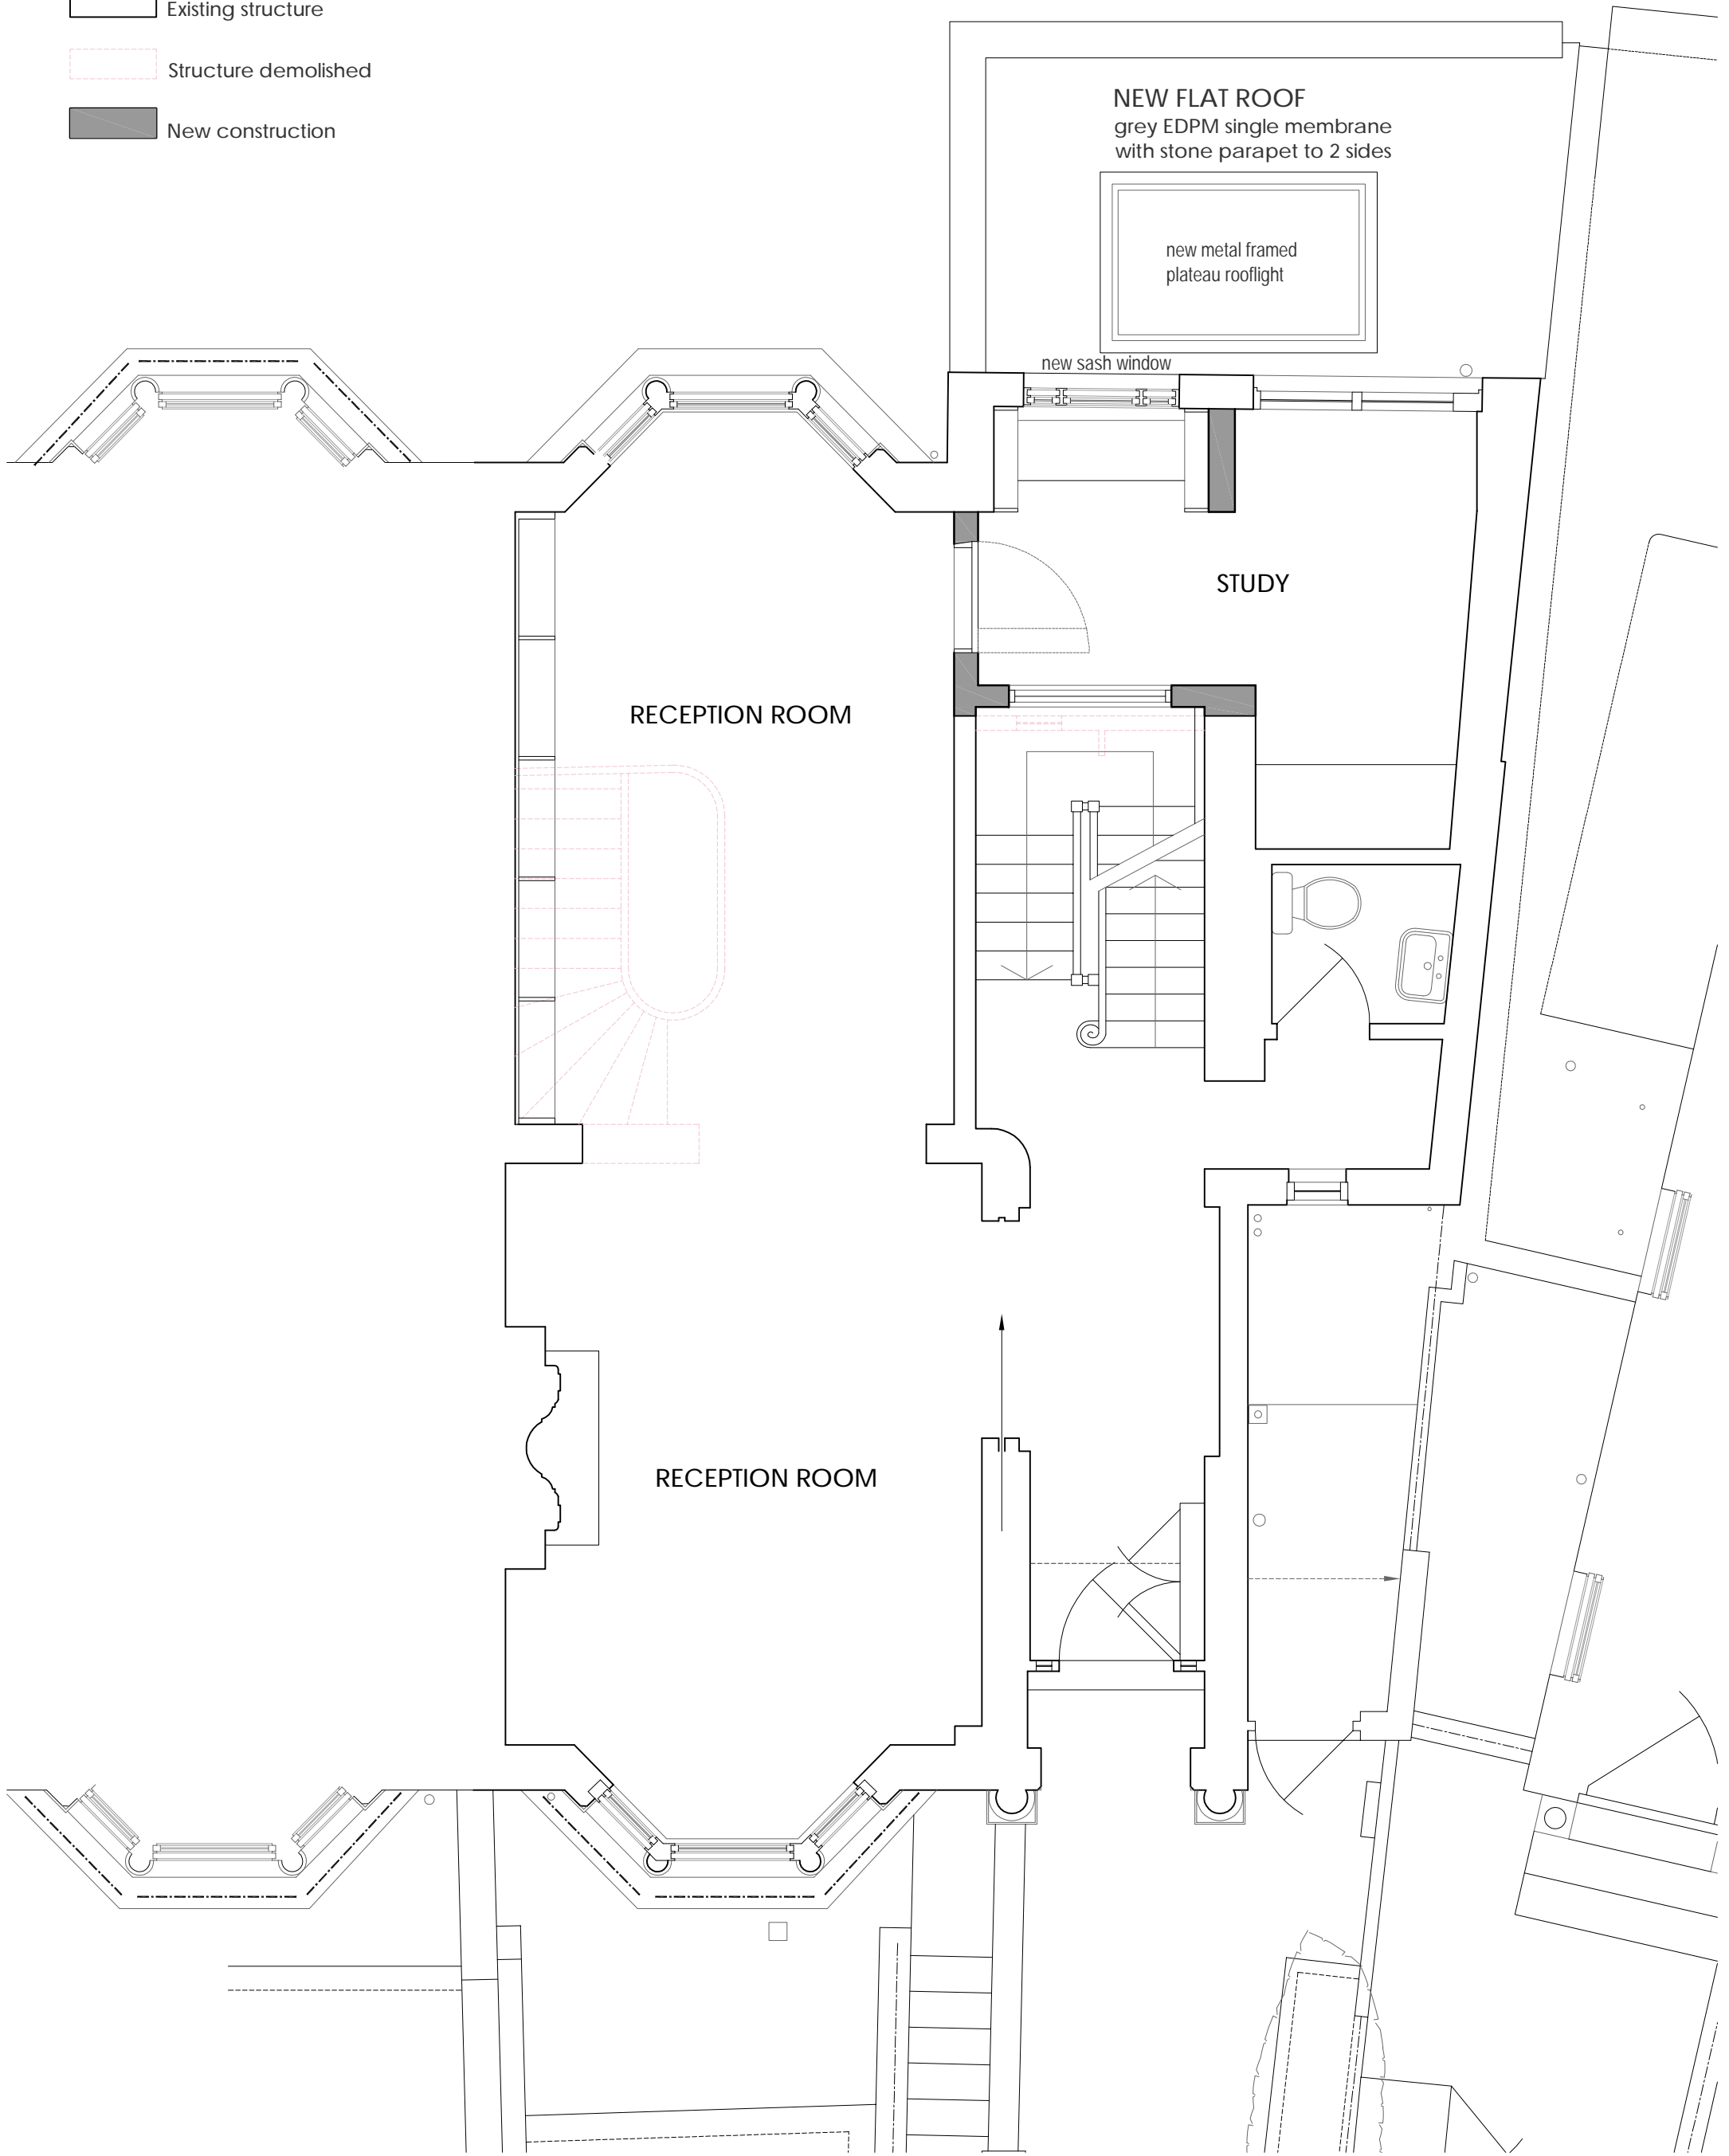 Existing structure
Structure demolished
New construction
NEW FLAT ROOF
grey EDPM single membrane
with stone parapet to 2 sides
new metal framed
plateau rooflight
new sash window
STUDY
RECEPTION ROOM
RECEPTION ROOM